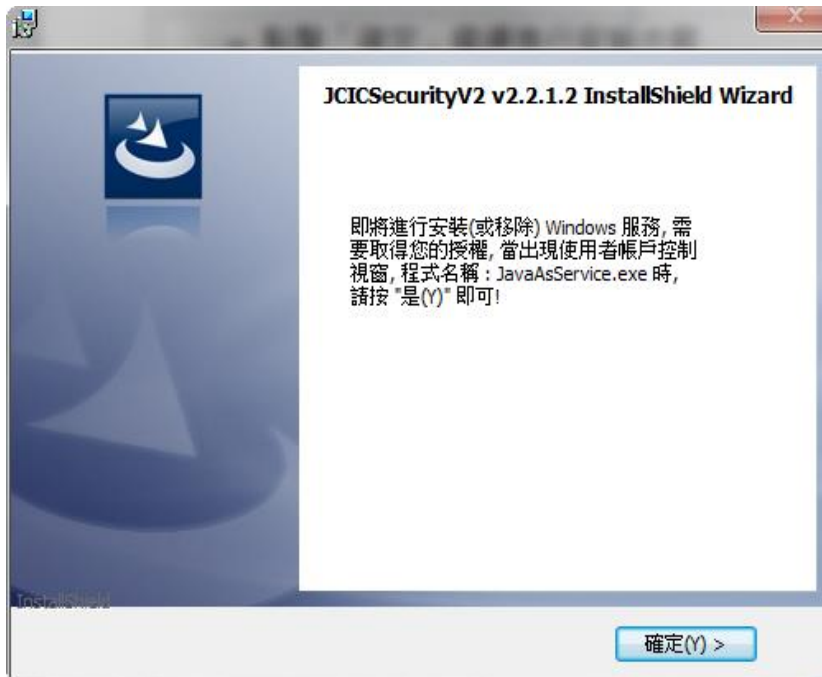 JCICSecurityV2 v2.2.1.2 InstallShield Wizard
即將進行安裝(或移除) Windows 服務, 需
要取得您的授權, 當出現使用者帳戶控制
視窗, 程式名稱 : JavaAsService.exe 時,
請按 "是(Y)" 即可!
InstallShield
確定(Y) >